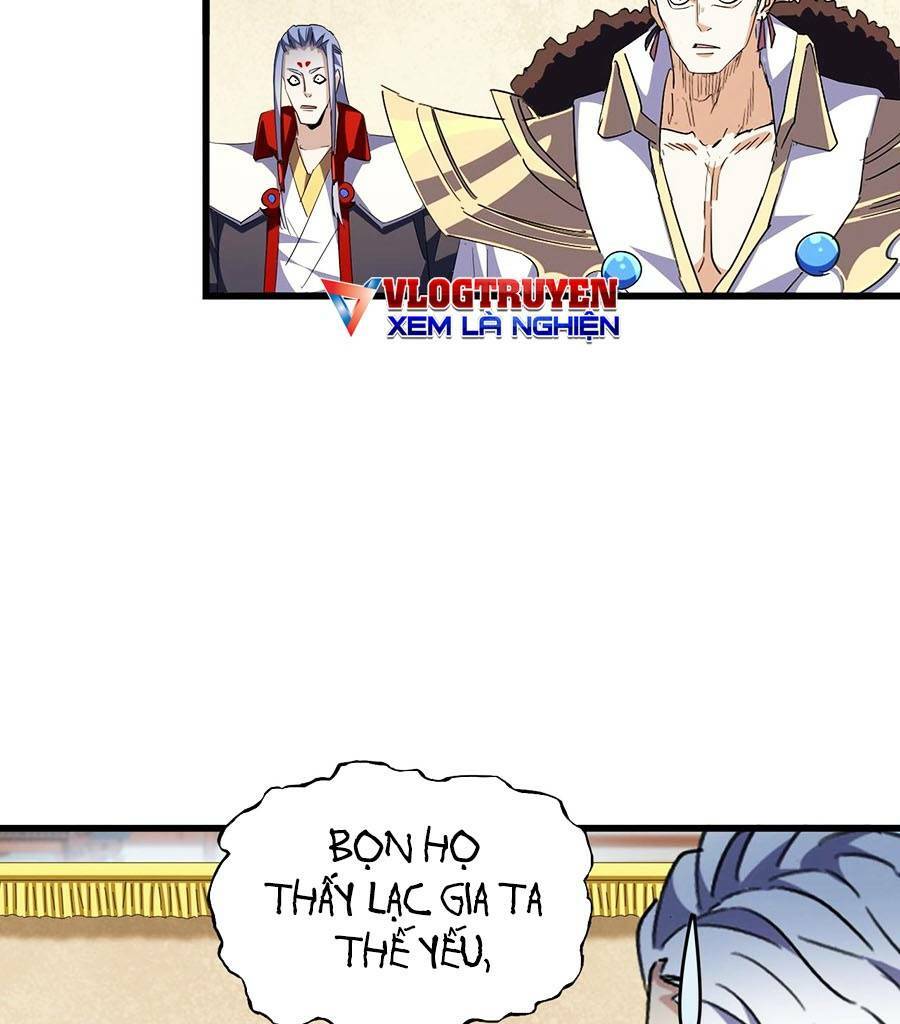 VLOGTRUYEN
XEM LÀ NGHIỆN
BỌN HỌ
THẤY LẠC GIA TA
THẾ YẾU,